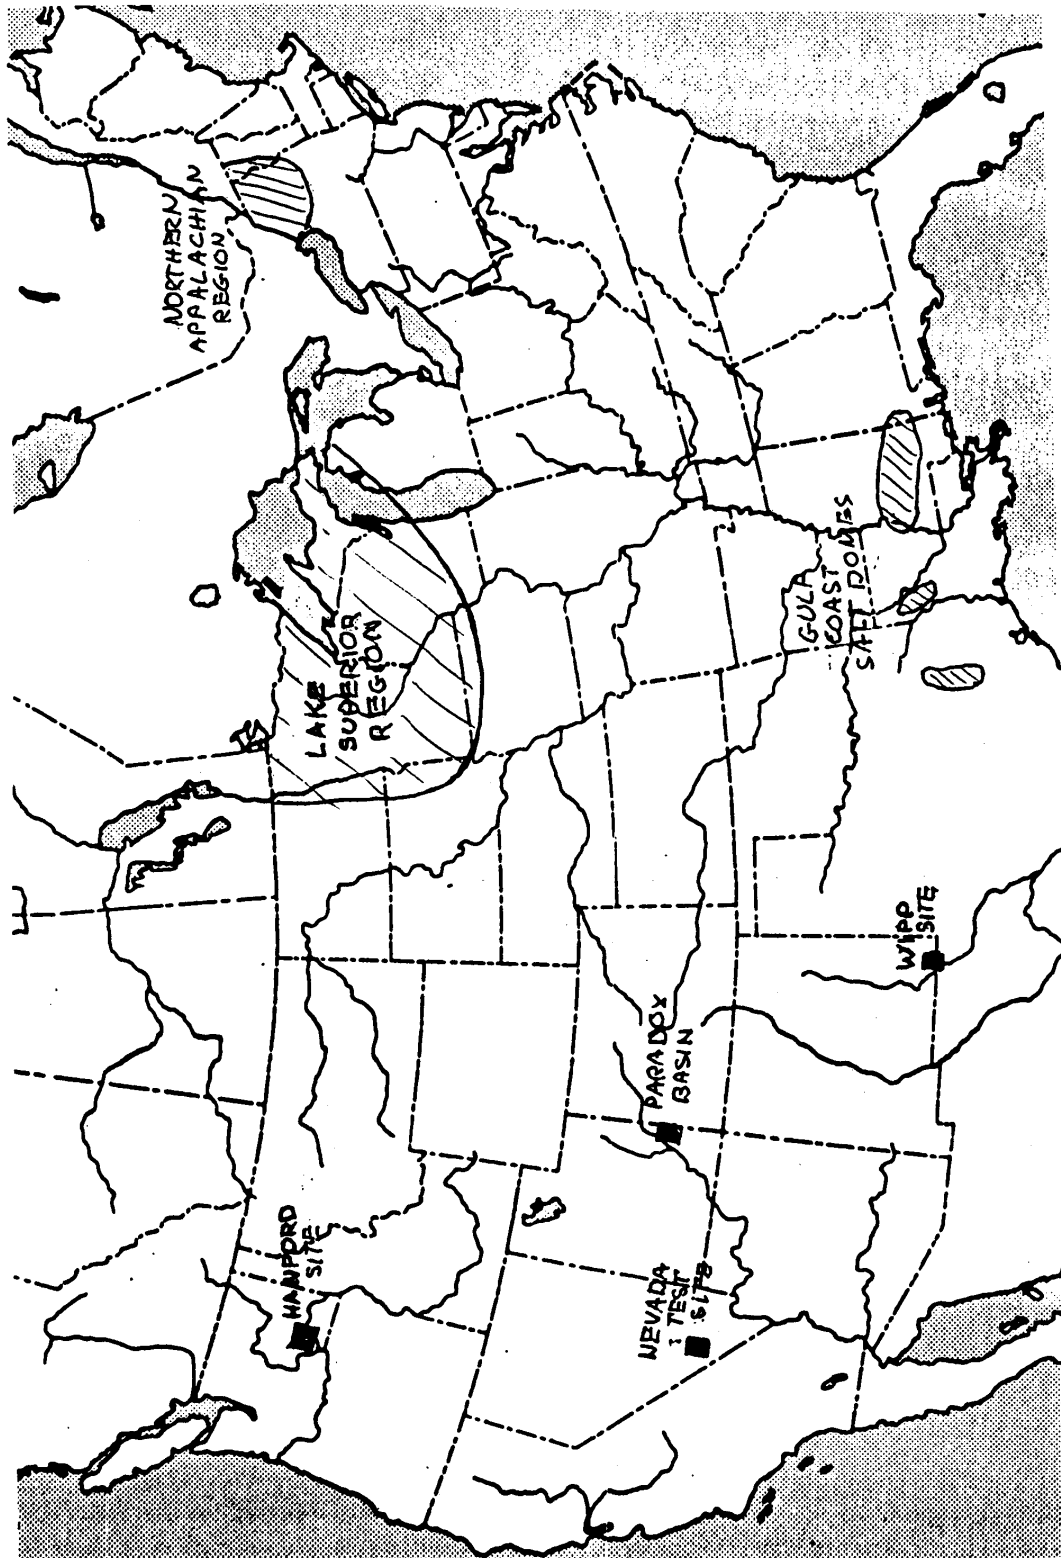 HANFORD
SITE
NEVADA
TEST
SITE
PARADOX
BASIN
WIPP
SITE
LAKE
SUPERIOR
REGION
GULF
COAST
SALT DOMES
NORTHERN
APPALACHIAN
REGION